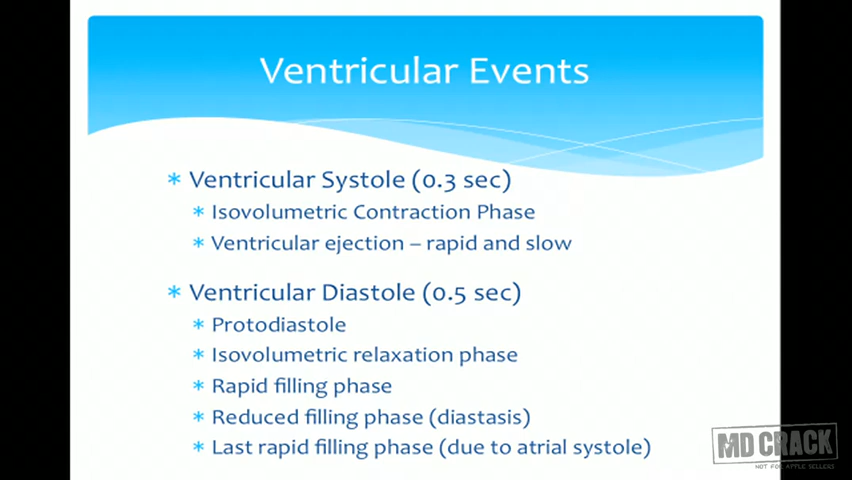 Ventricular Events
* Ventricular Systole (0.3 sec)
* Isovolumetric Contraction Phase
* Ventricular ejection – rapid and slow
* Ventricular Diastole (0.5 sec)
* Protodiastole
* Isovolumetric relaxation phase
* Rapid filling phase
* Reduced filling phase (diastasis)
* Last rapid filling phase (due to atrial systole)
MD CRACK
NOT FOR APPLE SELLERS